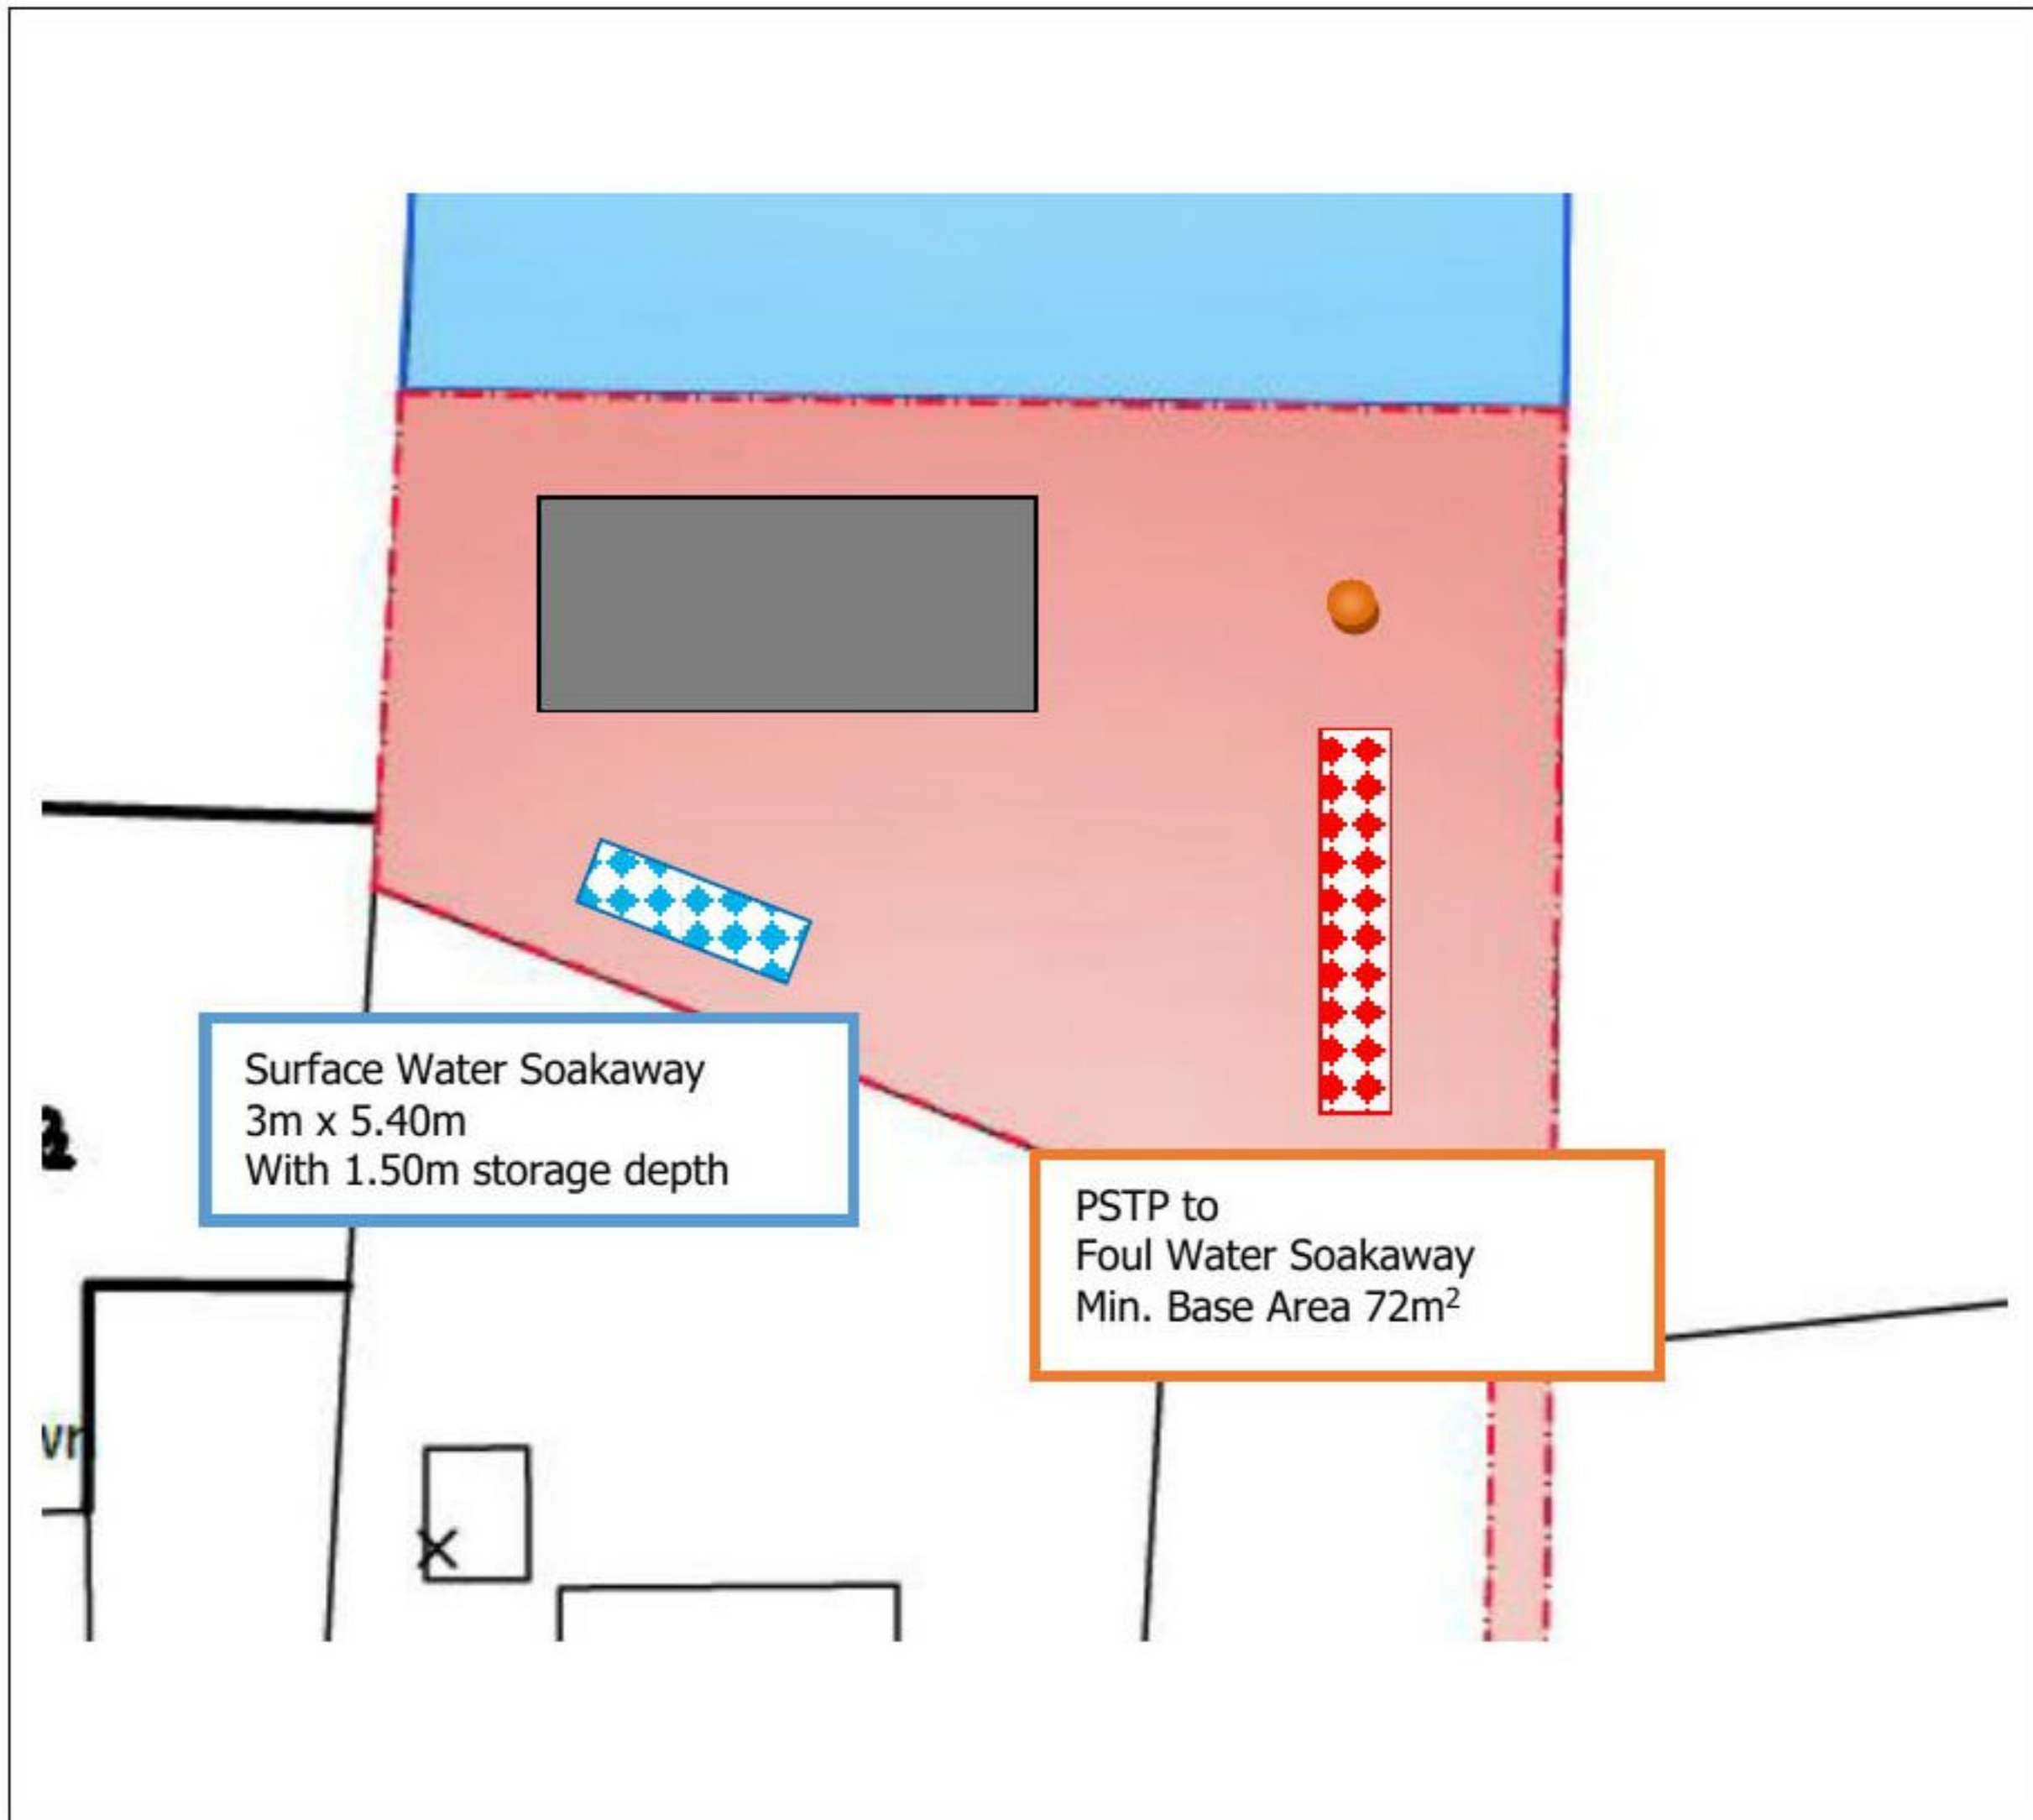 Surface Water Soakaway
3m x 5.40m
With 1.50m storage depth
PSTP to
Foul Water Soakaway
Min. Base Area 72m²